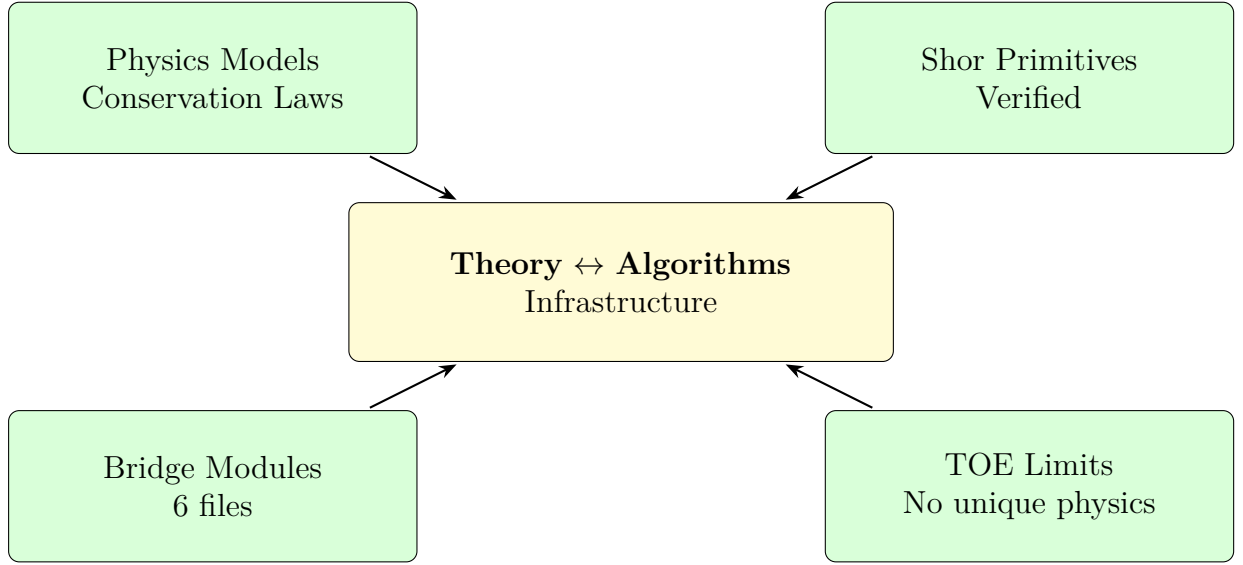 Physics Models
Conservation Laws
Shor Primitives
Verified
Theory ↔ Algorithms
Infrastructure
Bridge Modules
6 files
TOE Limits
No unique physics